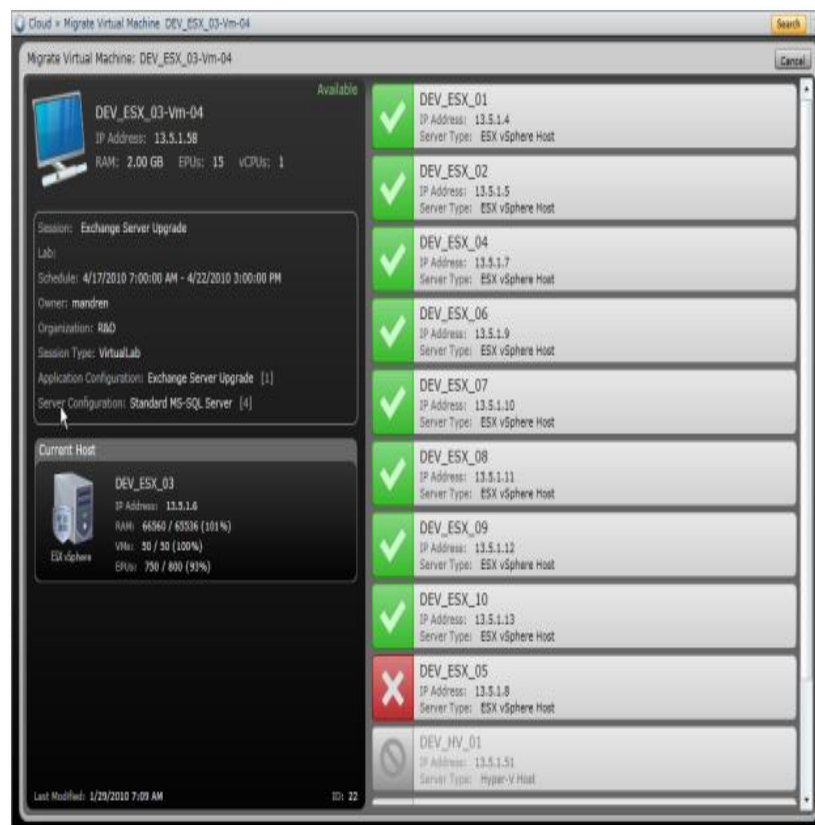 Cloud » Migrate Virtual Machine DEV_ESX_03-Vm-04
Search
Migrate Virtual Machine: DEV_ESX_03-Vm-04
Cancel
Available
DEV_ESX_03-Vm-04
IP Address: 13.5.1.58
RAM: 2.00 GB EPUs: 15 vCPUs: 1
Session: Exchange Server Upgrade
Lab:
Schedule: 4/17/2010 7:00:00 AM - 4/22/2010 3:00:00 PM
Owner: mandren
Organization: R&D
Session Type: VirtualLab
Application Configuration: Exchange Server Upgrade [1]
Server Configuration: Standard MS-SQL Server [4]
Current Host
DEV_ESX_03
IP Address: 13.5.1.6
RAM: 66560 / 65536 (101%)
VMs: 50 / 50 (100%)
EPUs: 750 / 800 (93%)
ESX vSphere
Last Modified: 1/29/2010 7:09 AM
ID: 22
DEV_ESX_01
IP Address: 13.5.1.4
Server Type: ESX vSphere Host
DEV_ESX_02
IP Address: 13.5.1.5
Server Type: ESX vSphere Host
DEV_ESX_04
IP Address: 13.5.1.7
Server Type: ESX vSphere Host
DEV_ESX_06
IP Address: 13.5.1.9
Server Type: ESX vSphere Host
DEV_ESX_07
IP Address: 13.5.1.10
Server Type: ESX vSphere Host
DEV_ESX_08
IP Address: 13.5.1.11
Server Type: ESX vSphere Host
DEV_ESX_09
IP Address: 13.5.1.12
Server Type: ESX vSphere Host
DEV_ESX_10
IP Address: 13.5.1.13
Server Type: ESX vSphere Host
DEV_ESX_05
IP Address: 13.5.1.8
Server Type: ESX vSphere Host
DEV_HV_01
IP Address: 13.5.1.51
Server Type: Hyper-V Host